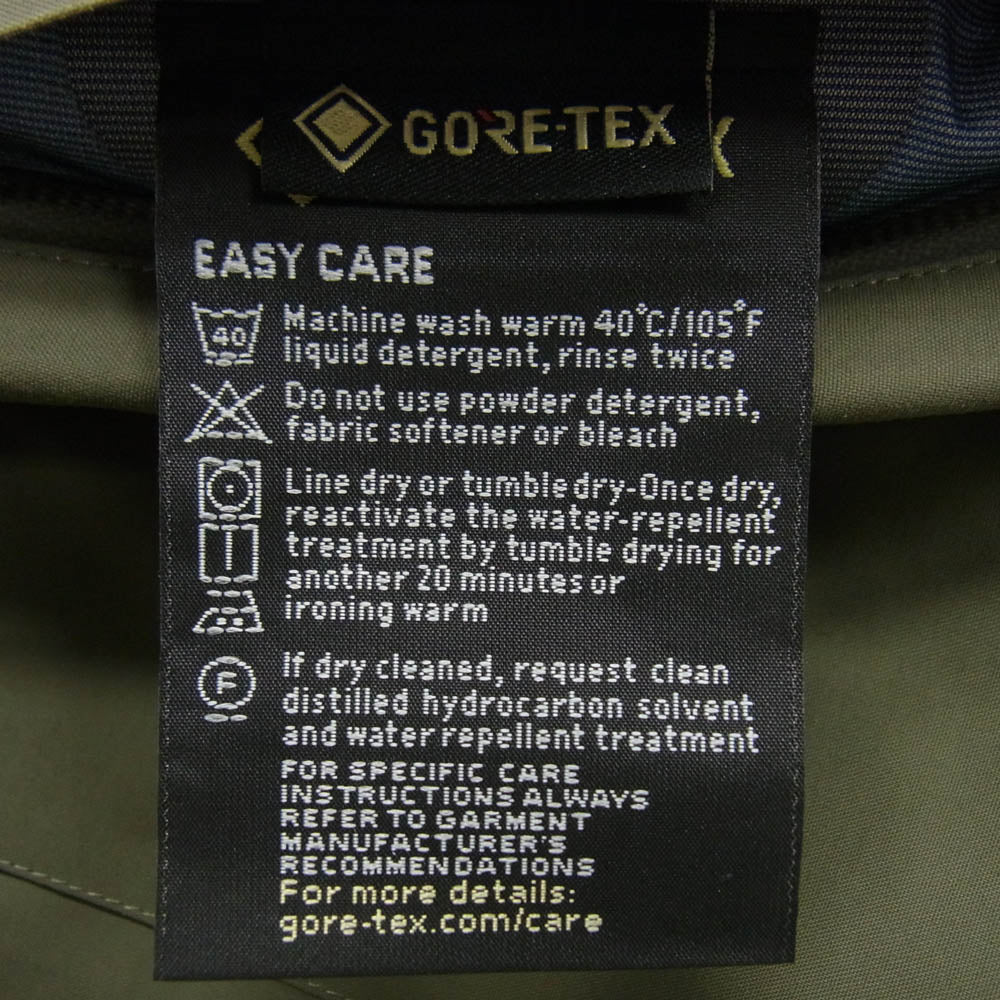 GORE-TEX
EASY CARE
40
Machine wash warm 40°C/105°F
liquid detergent, rinse twice
Do not use powder detergent,
fabric softener or bleach
Line dry or tumble dry-Once dry,
reactivate the water-repellent
treatment by tumble drying for
another 20 minutes or
ironing warm
F
If dry cleaned, request clean
distilled hydrocarbon solvent
and water repellent treatment
FOR SPECIFIC CARE
INSTRUCTIONS ALWAYS
REFER TO GARMENT
MANUFACTURER'S
RECOMMENDATIONS
For more details:
gore-tex.com/care